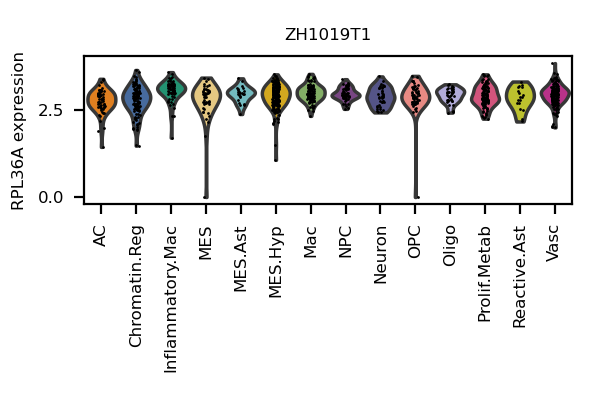 ZH1019T1
RPL36A expression
2.5
0.0
AC
Chromatin.Reg
Inflammatory.Mac
MES
MES.Ast
MES.Hyp
Mac
NPC
Neuron
OPC
Oligo
Prolif.Metab
Reactive.Ast
Vasc